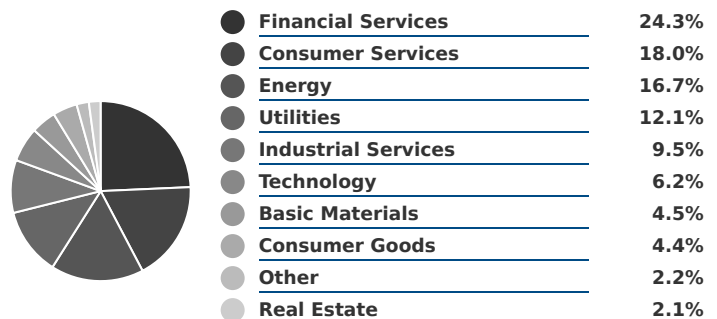 Financial Services 24.3%
Consumer Services 18.0%
Energy 16.7%
Utilities 12.1%
Industrial Services 9.5%
Technology 6.2%
Basic Materials 4.5%
Consumer Goods 4.4%
Other 2.2%
Real Estate 2.1%